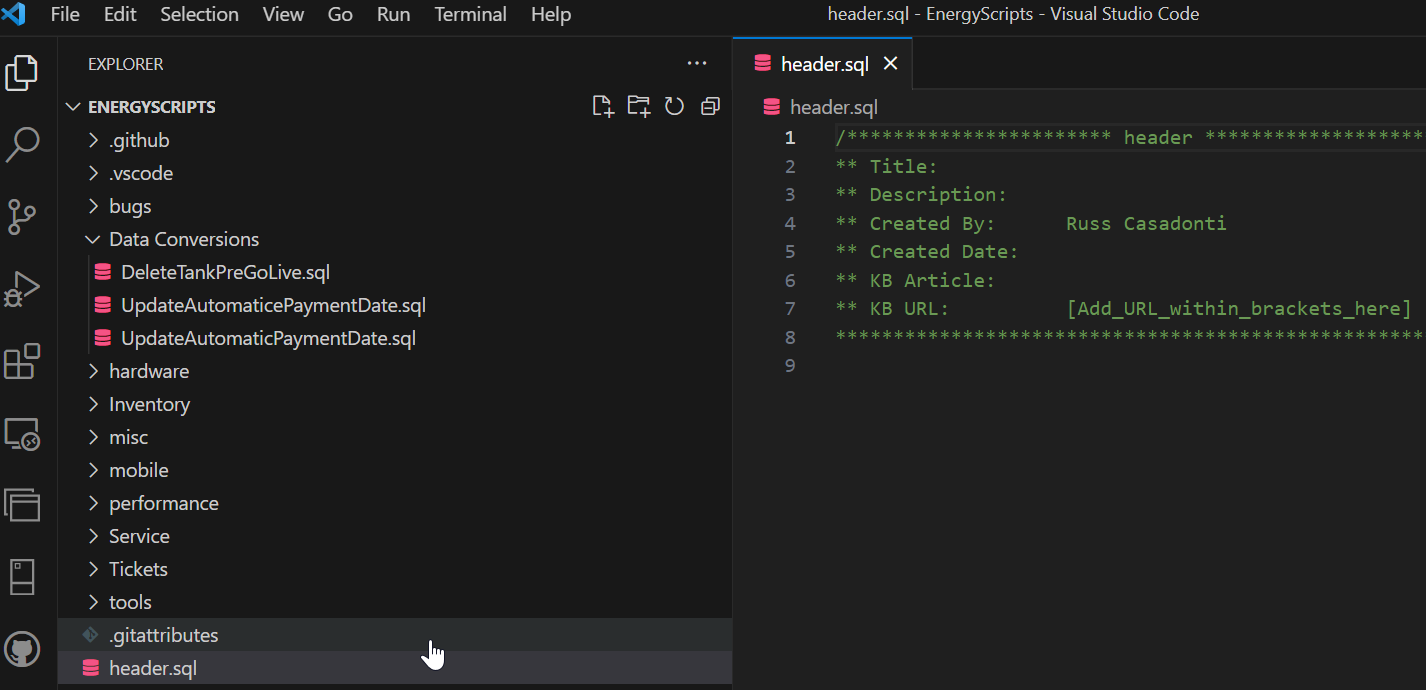 File Edit Selection View Go Run Terminal Help header.sql - EnergyScripts - Visual Studio Code
EXPLORER ...
ENERGYSCRIPTS
.github
.vscode
bugs
Data Conversions
DeleteTankPreGoLive.sql
UpdateAutomaticePaymentDate.sql
UpdateAutomaticPaymentDate.sql
hardware
Inventory
misc
mobile
performance
Service
Tickets
tools
.gitattributes
header.sql
header.sql
header.sql
1 /*********************** header *******************
2 ** Title:
3 ** Description:
4 ** Created By: Russ Casadonti
5 ** Created Date:
6 ** KB Article:
7 ** KB URL: [Add_URL_within_brackets_here]
8 ***************************************************
9